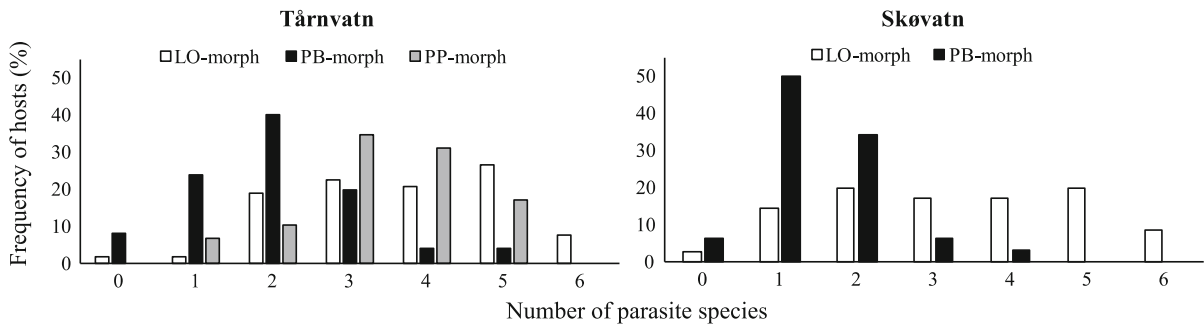 Tårnvatn
LO-morph PB-morph PP-morph
Frequency of hosts (%)
50
40
30
20
10
0
0 1 2 3 4 5 6
Skøvatn
LO-morph PB-morph
50
40
30
20
10
0
0 1 2 3 4 5 6
Number of parasite species